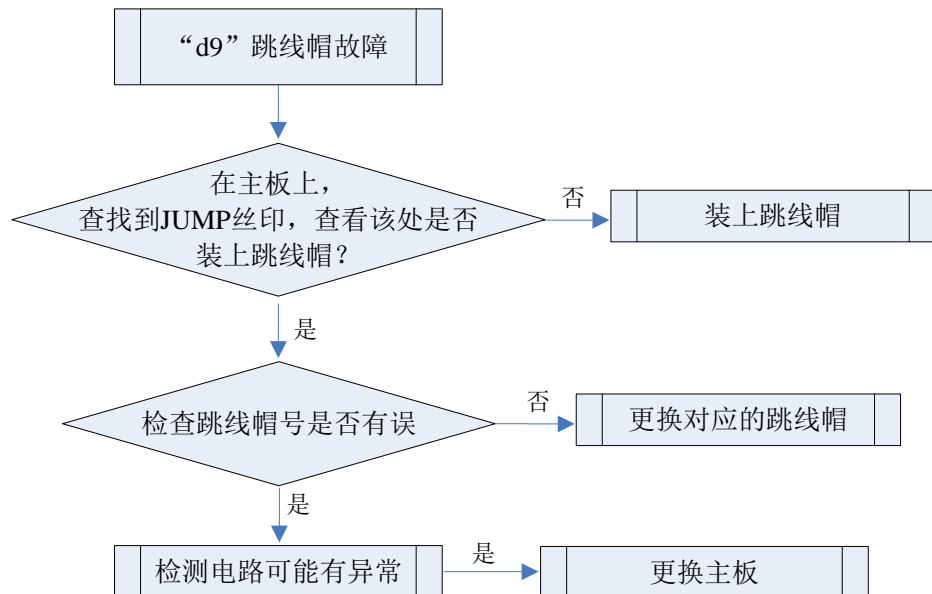 “d9”跳线帽故障
在主板上，
查找到JUMP丝印，查看该处是否
装上跳线帽？
否
装上跳线帽
是
检查跳线帽号是否有误
否
更换对应的跳线帽
是
检测电路可能有异常
是
更换主板